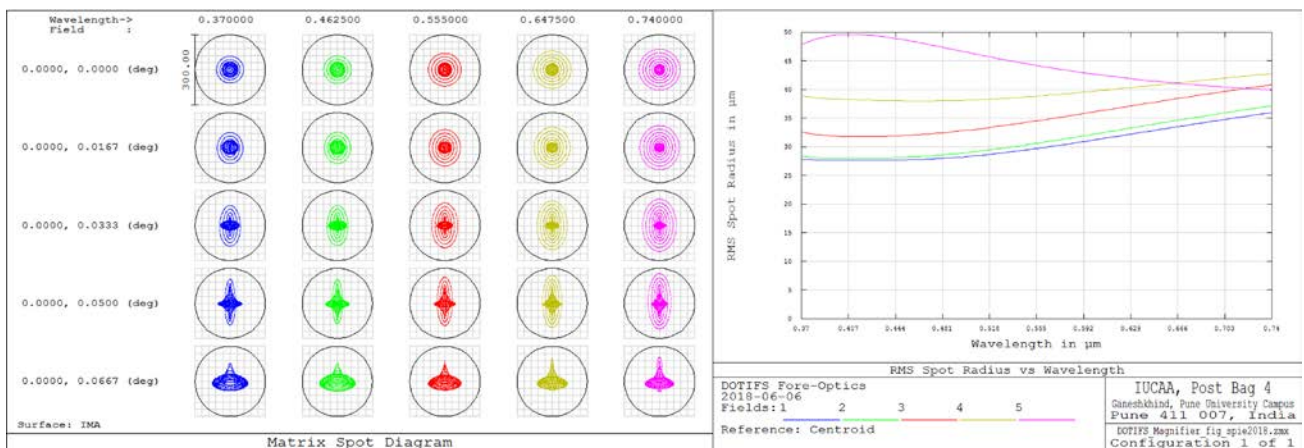 Wavelength-> 0.370000 0.462500 0.555000 0.647500 0.740000
Field :
0.0000, 0.0000 (deg)
300.00
0.0000, 0.0167 (deg)
0.0000, 0.0333 (deg)
0.0000, 0.0500 (deg)
0.0000, 0.0667 (deg)
Surface: IMA
Matrix Spot Diagram
RMS Spot Radius in µm
50
45
40
35
30
25
20
15
10
5
0
0.37 0.407 0.444 0.481 0.518 0.555 0.592 0.629 0.666 0.703 0.74
Wavelength in µm
RMS Spot Radius vs Wavelength
DOTIFS Fore-Optics
2018-06-06
Fields: 1 2 3 4 5
Reference: Centroid
IUCAA, Post Bag 4
Ganeshkhind, Pune University Campus
Pune 411 007, India
DOTIFS_Magnifier_fig_spie2018.zmx
Configuration 1 of 1